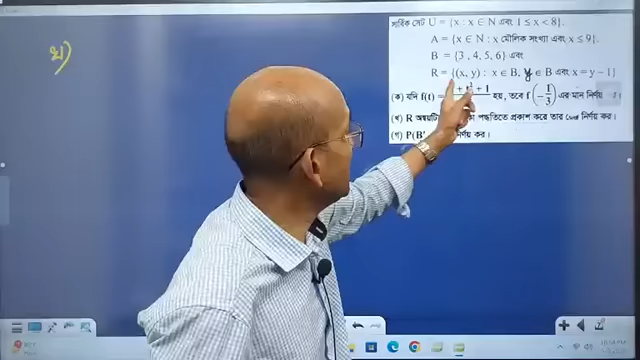 সার্বিক সেট U = {x : x ∈ N এবং 1 ≤ x < 8}.
খ)
A = {x ∈ N : x মৌলিক সংখ্যা এবং x ≤ 9}.
B = {3, 4, 5, 6} এবং
R = {(x, y) : x ∈ B, y ∈ B এবং x = y − 1}
(ক) যদি f(t) = + 1 হয়, তবে f(−1/3) এর মান নির্ণয়
(খ) R অন্বয়টি পদ্ধতিতে প্রকাশ করে তার নির্ণয় কর।
(গ) P(B′ নির্ণয় কর।